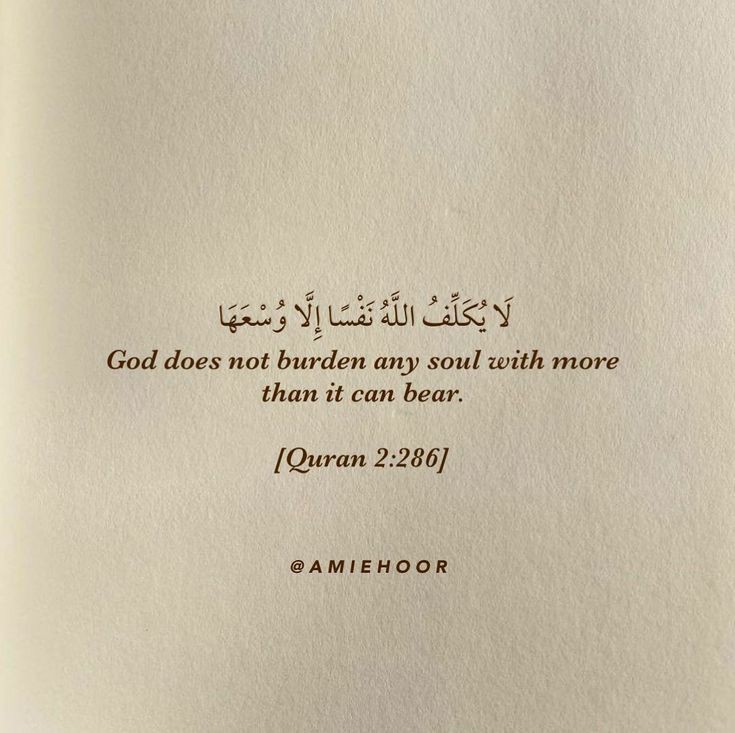 لَا يُكَلِّفُ اللَّهُ نَفْسًا إِلَّا وُسْعَهَا
God does not burden any soul with more
than it can bear.
[Quran 2:286]
@AMIEHOOR